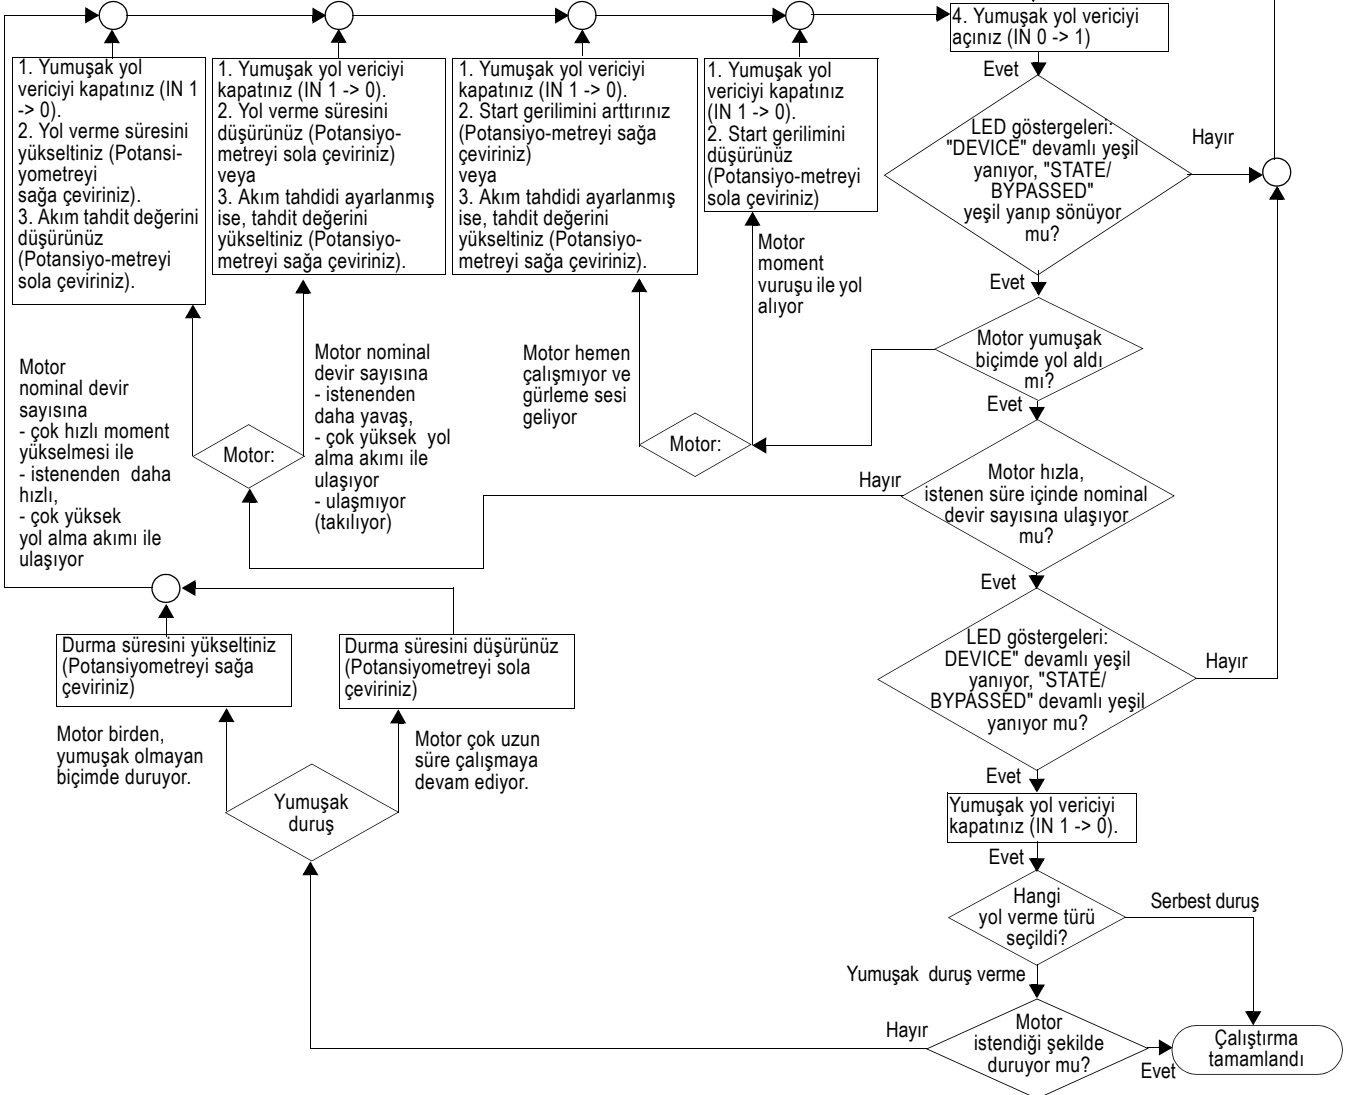 4. Yumuşak yol vericiyi
açınız (IN 0 -> 1)
Evet
1. Yumuşak yol
vericiyi kapatınız (IN 1
-> 0).
2. Yol verme süresini
yükseltiniz (Potansi-
yometreyi
sağa çeviriniz).
3. Akım tahdit değerini
düşürünüz
(Potansiyo-metreyi
sola çeviriniz).
1. Yumuşak yol vericiyi
kapatınız (IN 1 -> 0).
2. Yol verme süresini
düşürünüz (Potansiyo-
metreyi sola çeviriniz)
veya
3. Akım tahdidi ayarlanmış
ise, tahdit değerini
yükseltiniz (Potansiyo-
metreyi sağa çeviriniz).
1. Yumuşak yol vericiyi
kapatınız (IN 1 -> 0).
2. Start gerilimini arttırınız
(Potansiyo-metreyi sağa
çeviriniz)
veya
3. Akım tahdidi ayarlanmış
ise, tahdit değerini
yükseltiniz (Potansiyo-
metreyi sağa çeviriniz).
1. Yumuşak yol
vericiyi kapatınız
(IN 1 -> 0).
2. Start gerilimini
düşürünüz
(Potansiyo-metreyi
sola çeviriniz)
LED göstergeleri:
"DEVICE" devamlı yeşil
yanıyor, "STATE/
BYPASSED"
yeşil yanıp sönüyor
mu?
Hayır
Evet
Motor
moment
vuruşu ile yol
alıyor
Motor yumuşak
biçimde yol aldı
mı?
Evet
Motor
nominal devir
sayısına
- çok hızlı moment
yükselmesi ile
- istenenden  daha
hızlı,
- çok yüksek
yol alma akımı ile
ulaşıyor
Motor:
Motor nominal
devir sayısına
- istenenden
daha yavaş,
- çok yüksek  yol
alma akımı ile
ulaşıyor
- ulaşmıyor
(takılıyor)
Motor hemen
çalışmıyor ve
gürleme sesi
geliyor
Motor:
Hayır
Motor hızla,
istenen süre içinde nominal
devir sayısına ulaşıyor
mu?
Evet
Durma süresini yükseltiniz
(Potansiyometreyi sağa
çeviriniz)
Durma süresini düşürünüz
(Potansiyometreyi sola
çeviriniz)
LED göstergeleri:
DEVICE" devamlı yeşil
yanıyor, "STATE/
BYPASSED" devamlı yeşil
yanıyor mu?
Hayır
Motor birden,
yumuşak olmayan
biçimde duruyor.
Motor çok uzun
süre çalışmaya
devam ediyor.
Yumuşak
duruş
Evet
Yumuşak yol vericiyi
kapatınız (IN 1 -> 0).
Evet
Hangi
yol verme türü
seçildi?
Serbest duruş
Yumuşak  duruş verme
Hayır
Motor
istendiği şekilde
duruyor mu?
Evet
Çalıştırma
tamamlandı